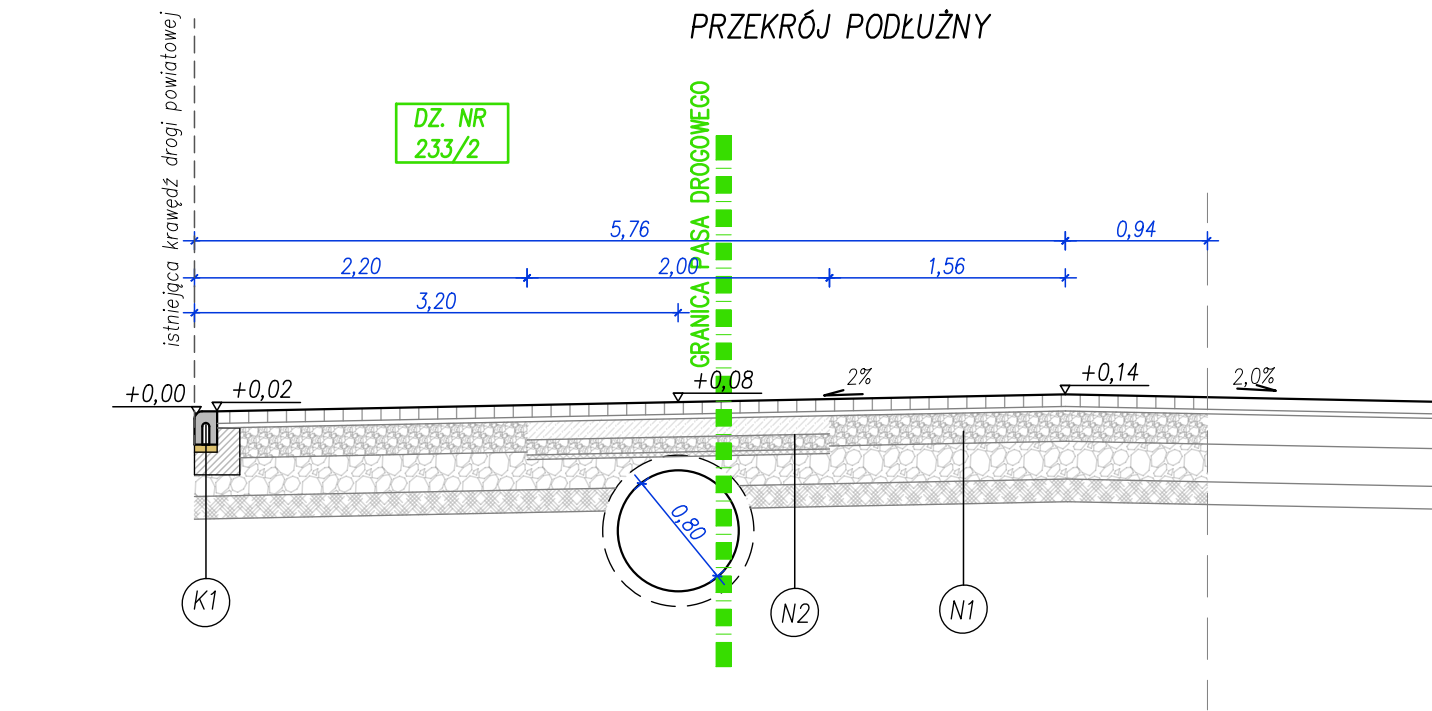 PRZEKRÓJ PODŁUŻNY
istniejąca krawędź drogi powiatowej
DZ. NR
233/2
GRANICA PASA DROGOWEGO
5,76
0,94
2,20
2,00
1,56
3,20
+0,00
+0,02
+0,08
2%
+0,14
2,0%
0,80
K1
N2
N1